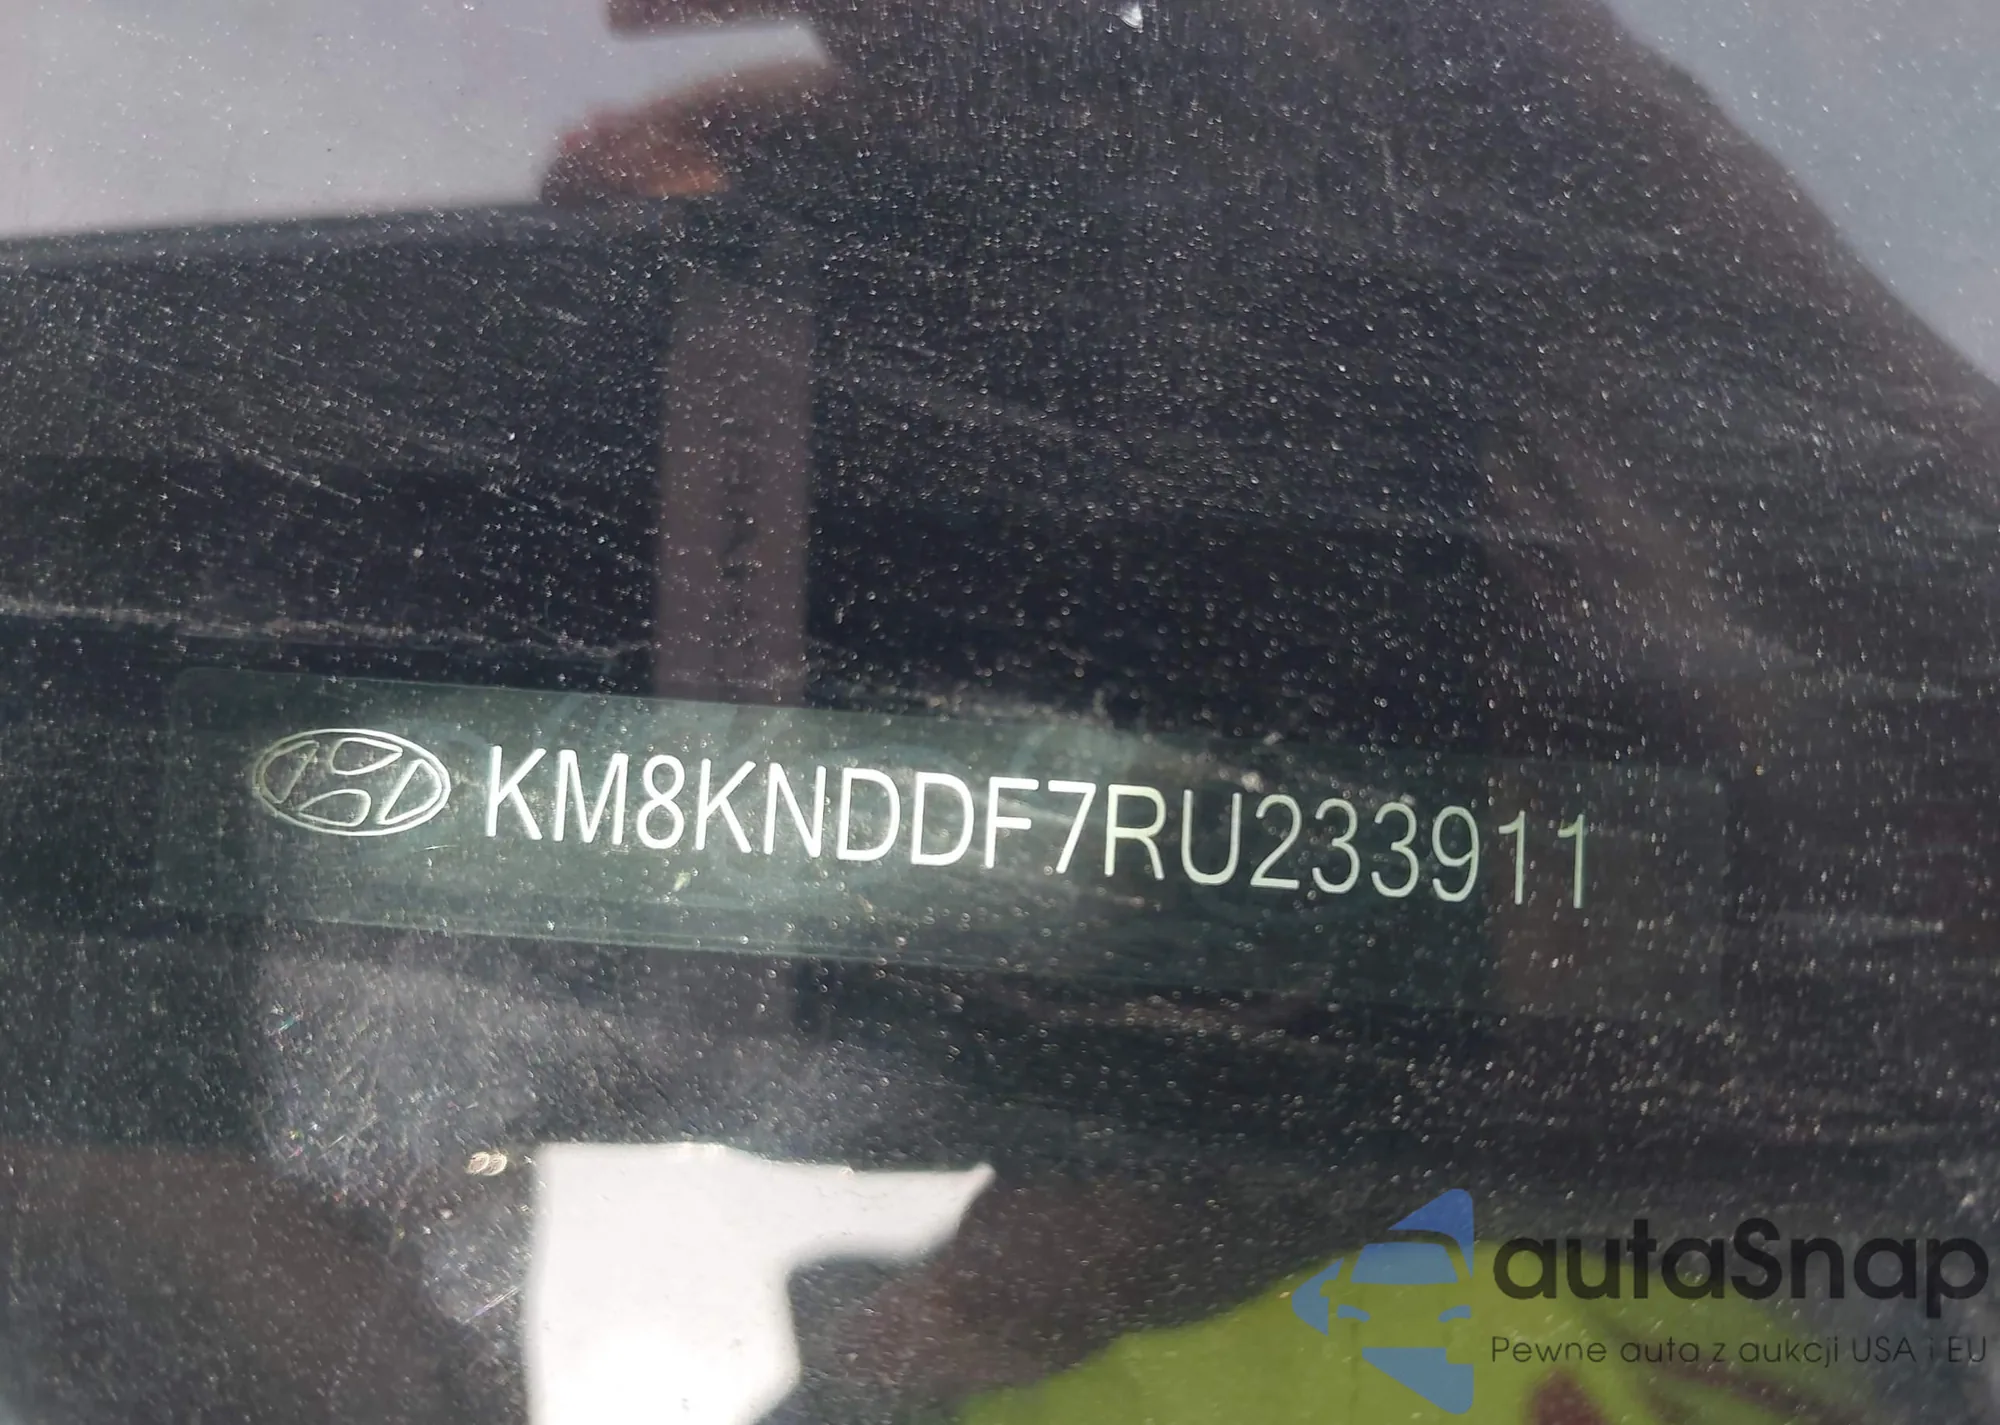 KM8KNDDF7RU233911
autaSnap
Pewne auta z aukcji USA i EU